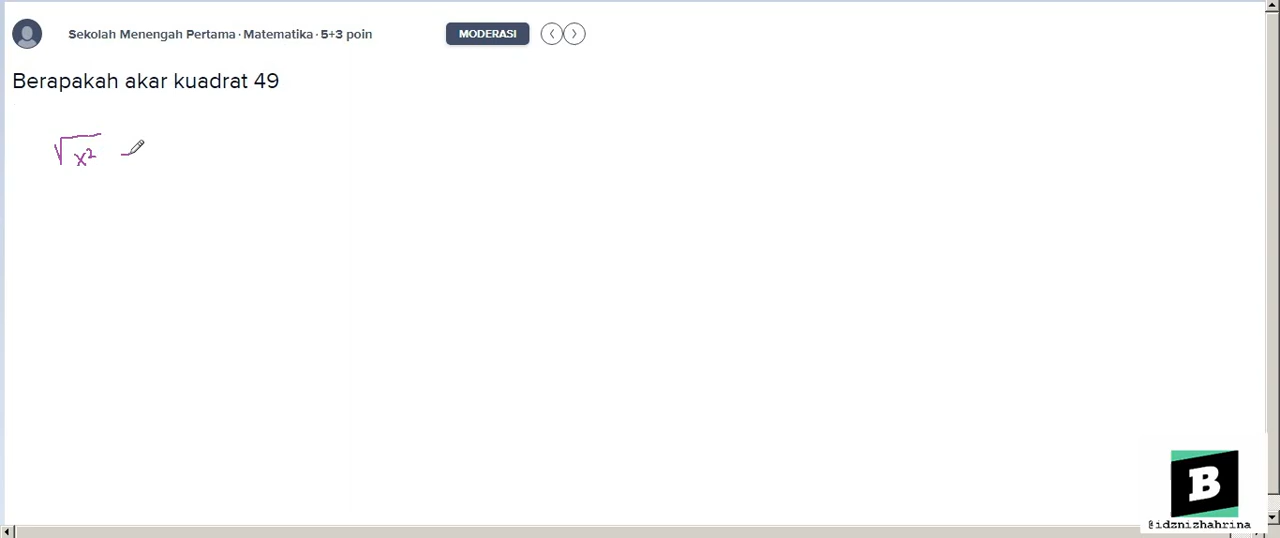 Sekolah Menengah Pertama · Matematika · 5+3 poin
MODERASI
Berapakah akar kuadrat 49
√x²
B
@idznizhahrina